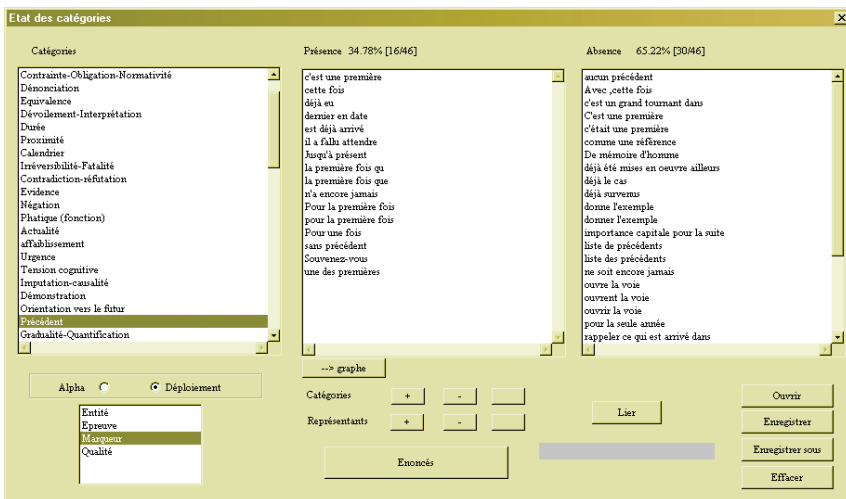 Etat des catégories
Catégories
Contrainte-Obligation-Normativité
Dénonciation
Equivalence
Dévoilement-Interprétation
Durée
Proximité
Calendrier
Irréversibilité-Fatalité
Contradiction-réfutation
Evidence
Négation
Phatique (fonction)
Actualité
affaiblissement
Urgence
Tension cognitive
Imputation-causalité
Démonstration
Orientation vers le futur
Précédent
Gradualité-Quantification
Présence 34.78% [16/46]
c'est une première
cette fois
déjà eu
dernier en date
est déjà arrivé
il a fallu attendre
Jusqu'à présent
la première fois qu
la première fois que
n'a encore jamais
Pour la première fois
pour la première fois
Pour une fois
sans précédent
Souvenez-vous
une des premières
Absence 65.22% [30/46]
aucun précédent
Avec ,cette fois
c'est un grand tournant dans
C'est une première
c'était une première
comme une référence
De mémoire d'homme
déjà été mises en oeuvre ailleurs
déjà le cas
déjà survenus
donne l'exemple
donner l'exemple
importance capitale pour la suite
liste de précédents
liste des précédents
ne soit encore jamais
ouvre la voie
ouvrent la voie
ouvrir la voie
pour la seule année
rappeler ce qui est arrivé dans
--> graphe
Alpha Déploiement
Entité
Epreuve
Marqueur
Qualité
Catégories + -
Représentants + -
Enoncés
Lier
Ouvrir
Enregistrer
Enregistrer sous
Effacer